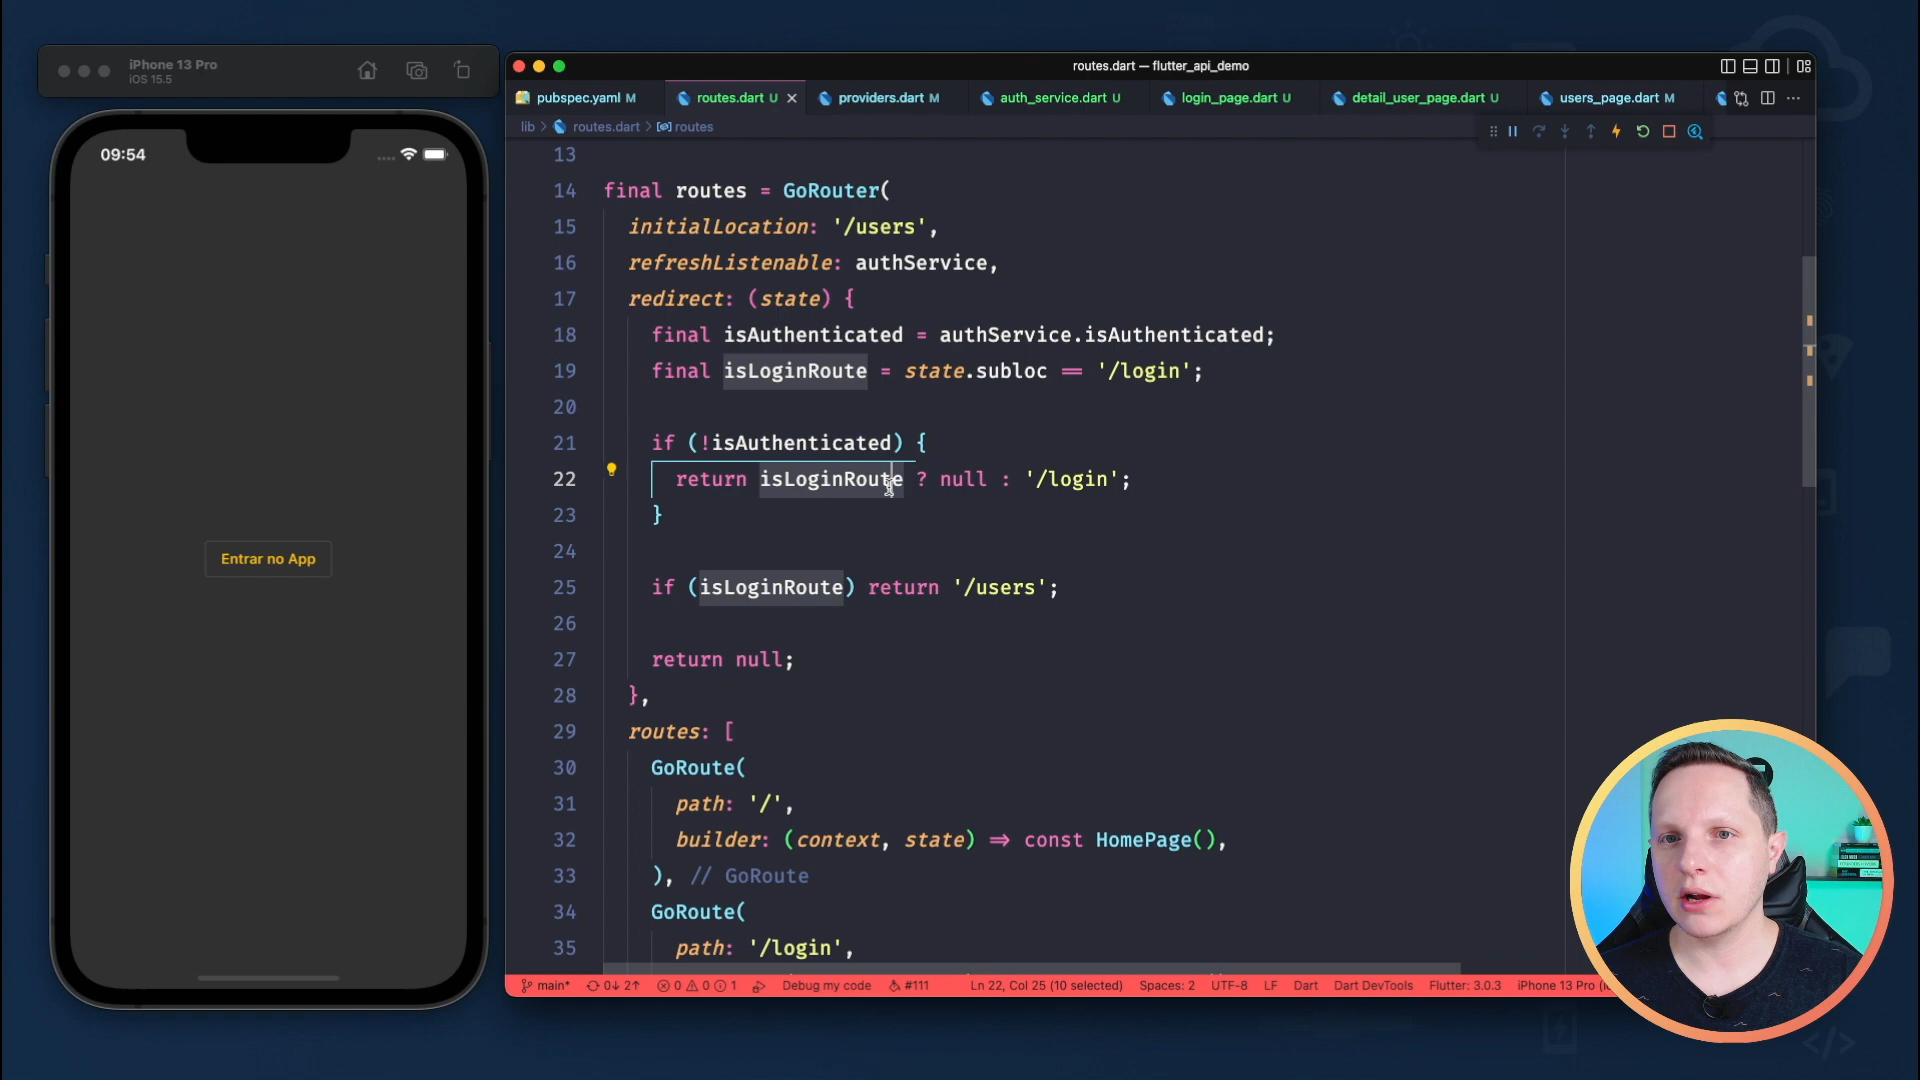 iPhone 13 Pro
iOS 15.5
09:54
Entrar no App
routes.dart — flutter_api_demo
pubspec.yaml M
routes.dart U
providers.dart M
auth_service.dart U
login_page.dart U
detail_user_page.dart U
users_page.dart M
lib > routes.dart > routes
13
14 final routes = GoRouter(
15 initialLocation: '/users',
16 refreshListenable: authService,
17 redirect: (state) {
18 final isAuthenticated = authService.isAuthenticated;
19 final isLoginRoute = state.subloc == '/login';
20
21 if (!isAuthenticated) {
22 return isLoginRoute ? null : '/login';
23 }
24
25 if (isLoginRoute) return '/users';
26
27 return null;
28 },
29 routes: [
30 GoRoute(
31 path: '/',
32 builder: (context, state) => const HomePage(),
33 ), // GoRoute
34 GoRoute(
35 path: '/login',
main* 0↓ 2↑ 0 0 1 Debug my code #111 Ln 22, Col 25 (10 selected) Spaces: 2 UTF-8 LF Dart Dart DevTools Flutter: 3.0.3 iPhone 13 Pro